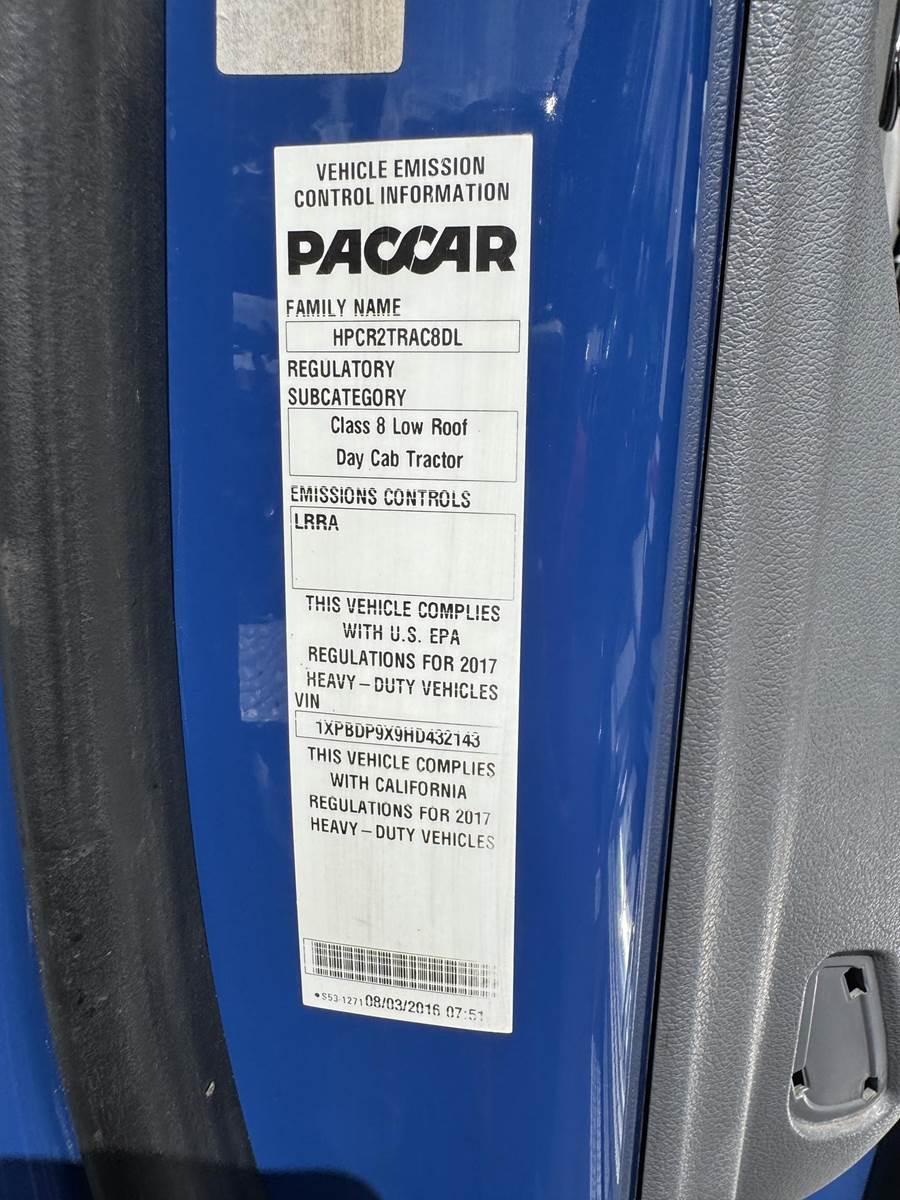 VEHICLE EMISSION
CONTROL INFORMATION
PACCAR
FAMILY NAME
HPCR2TRAC8DL
REGULATORY
SUBCATEGORY
Class 8 Low Roof
Day Cab Tractor
EMISSIONS CONTROLS
LRRA
THIS VEHICLE COMPLIES
WITH U.S. EPA
REGULATIONS FOR 2017
HEAVY-DUTY VEHICLES
VIN
1XPBDP9X9HD432143
THIS VEHICLE COMPLIES
WITH CALIFORNIA
REGULATIONS FOR 2017
HEAVY-DUTY VEHICLES
•S53-1271 08/03/2016 07:51